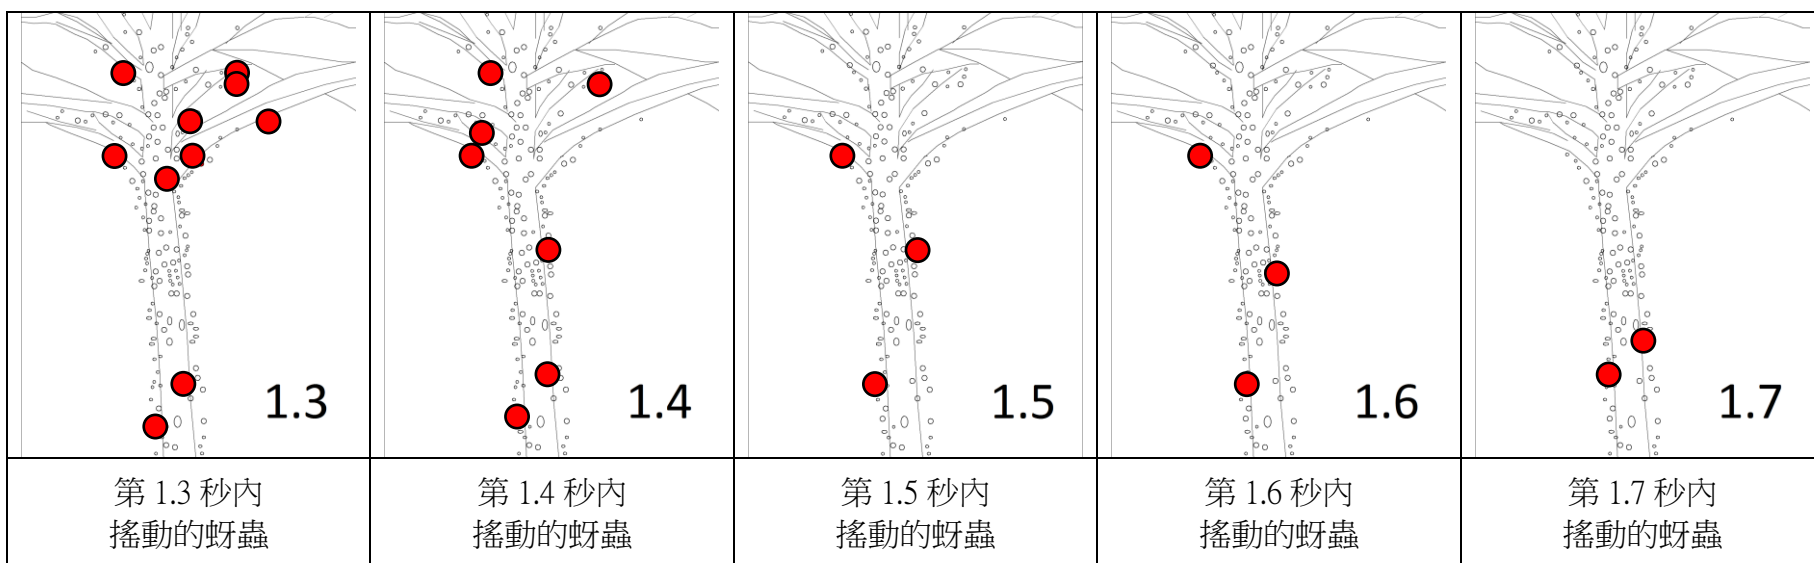 1.3
1.4
1.5
1.6
1.7
第 1.3 秒內
搖動的蚜蟲
第 1.4 秒內
搖動的蚜蟲
第 1.5 秒內
搖動的蚜蟲
第 1.6 秒內
搖動的蚜蟲
第 1.7 秒內
搖動的蚜蟲